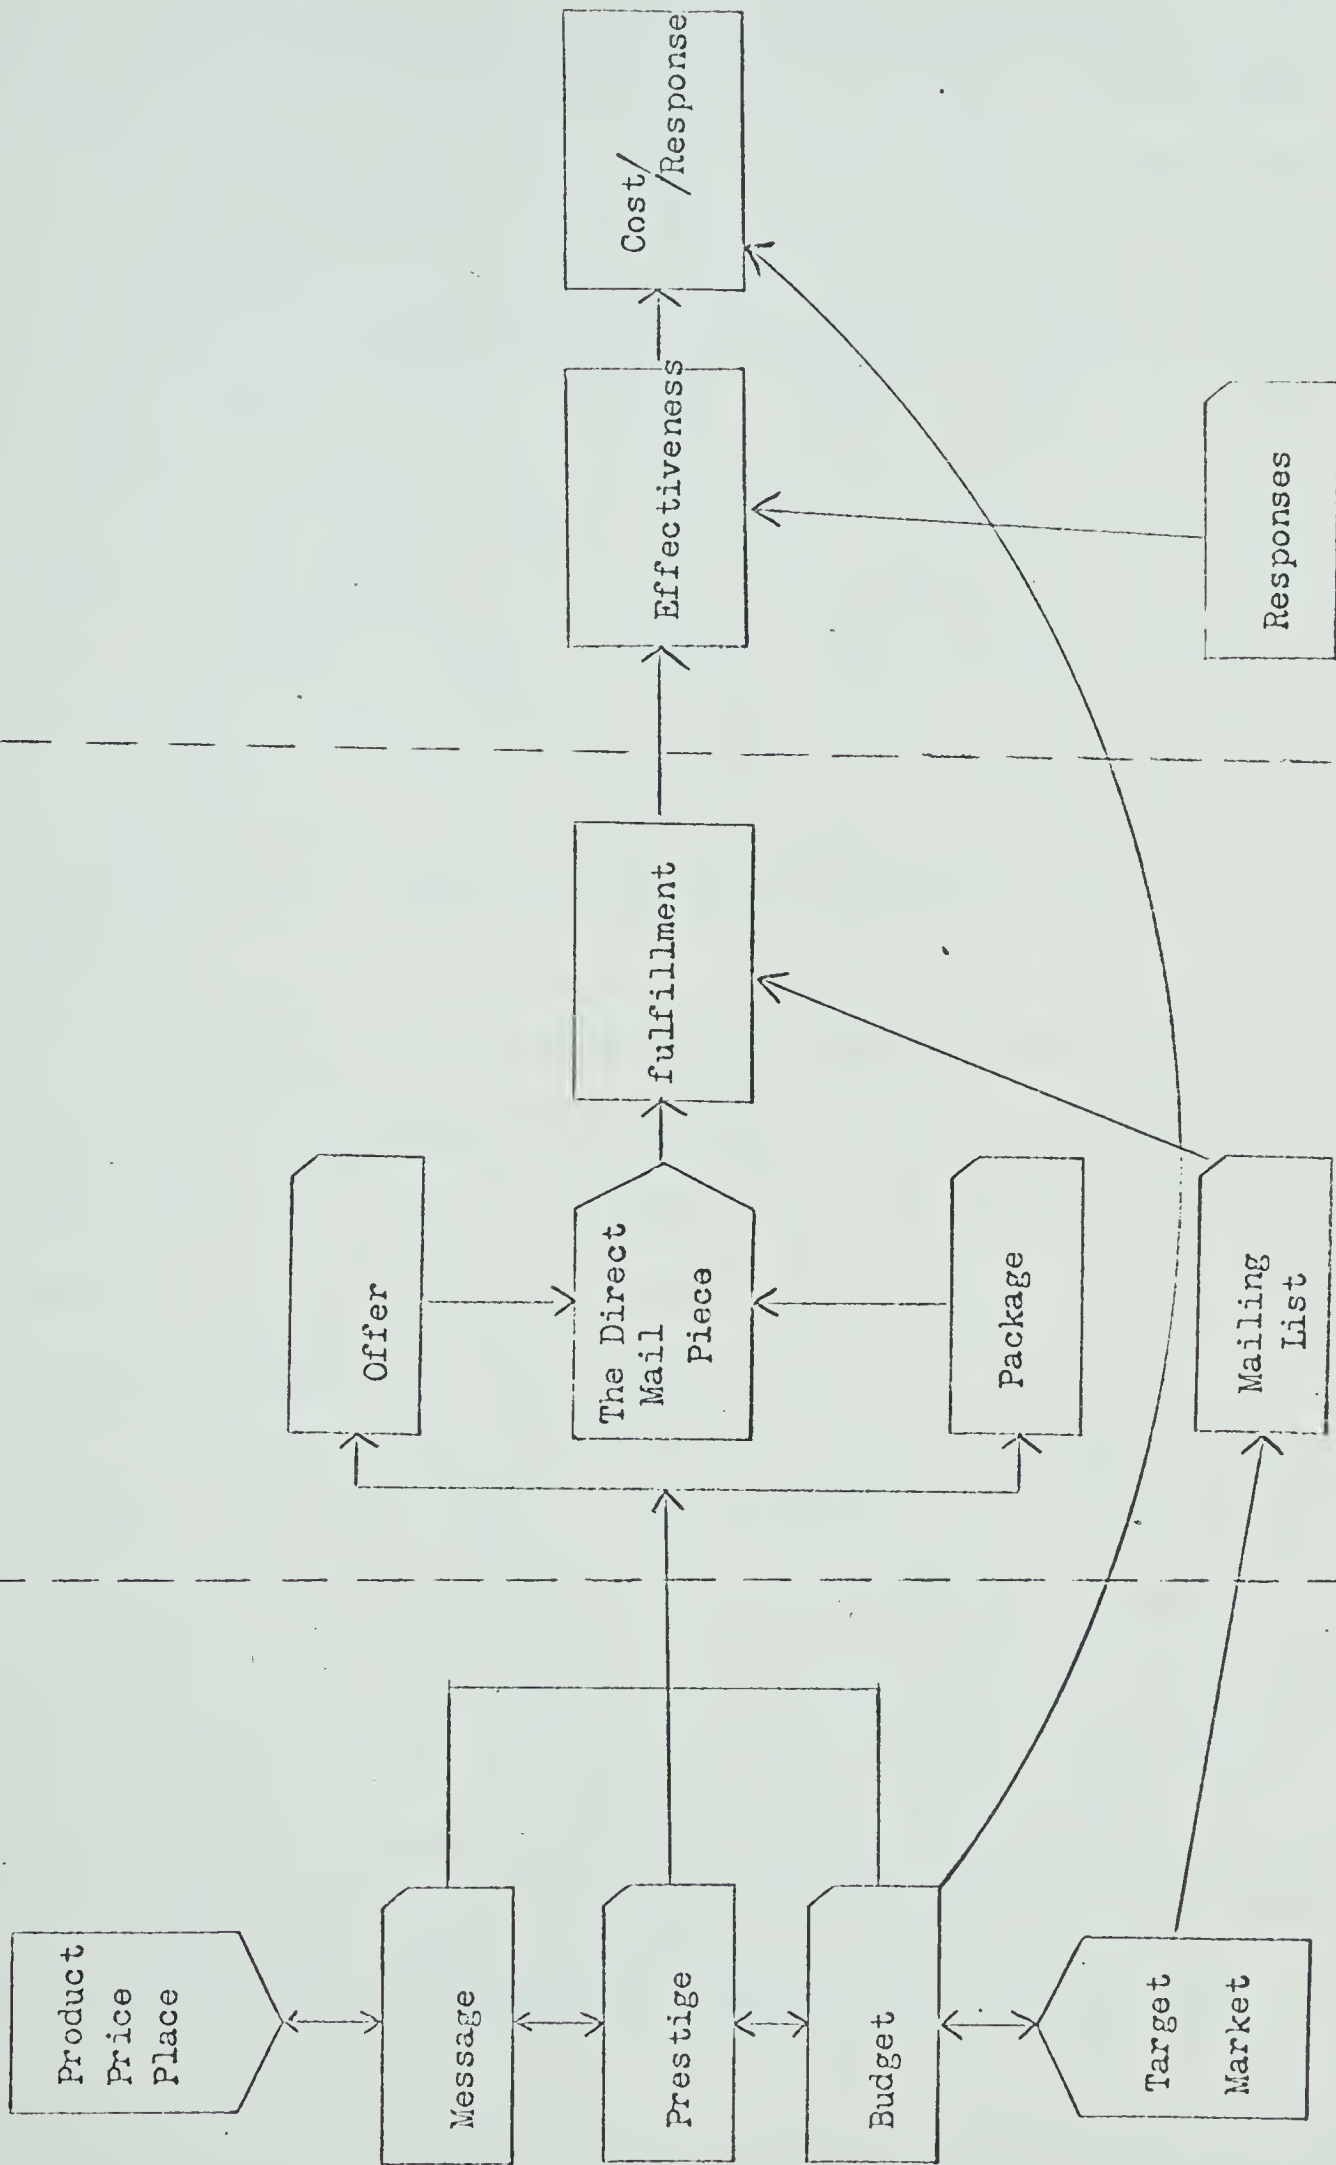 Product
Price
Place
Message
Prestige
Budget
Target
Market
Offer
The Direct
Mail
Piece
Package
Mailing
List
fulfillment
Effectiveness
Responses
Cost/
/Response